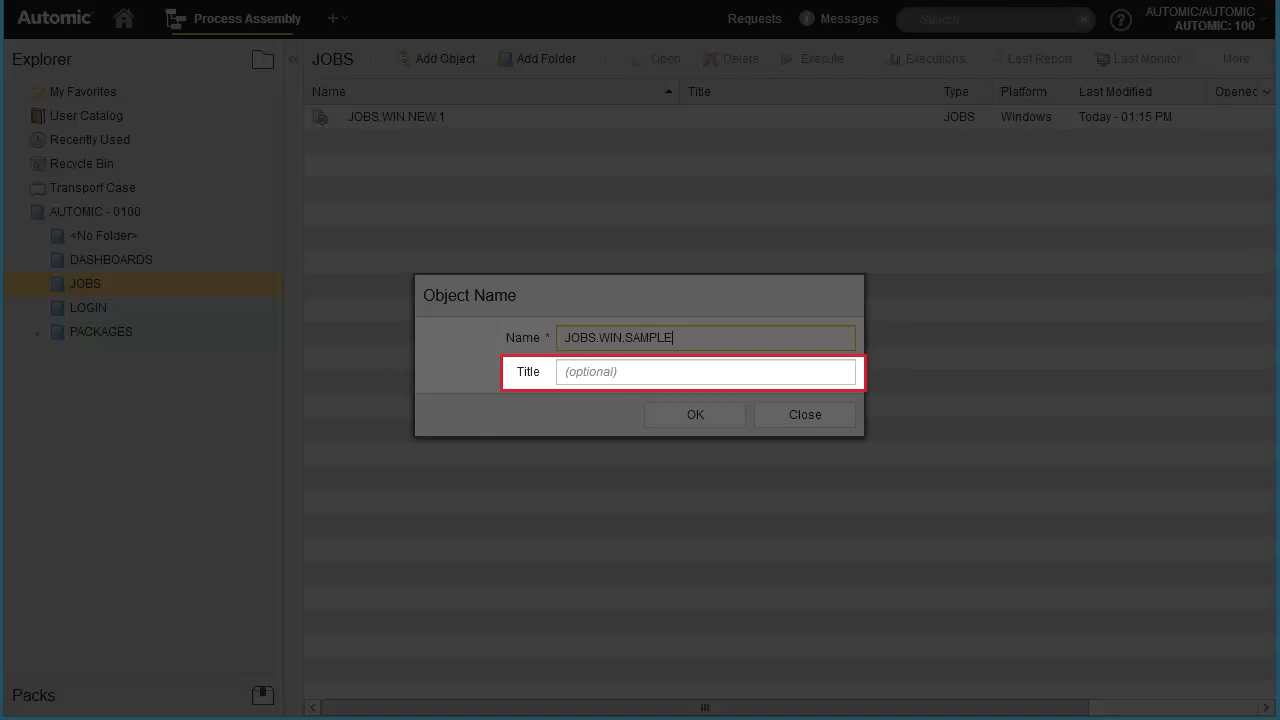 Automic
Process Assembly
Requests
Messages
Search
AUTOMIC/AUTOMIC
AUTOMIC: 100
Explorer
JOBS
Add Object
Add Folder
Open
Delete
Execute
Executions
Last Report
Last Monitor
More
My Favorites
User Catalog
Recently Used
Recycle Bin
Transport Case
AUTOMIC - 0100
<No Folder>
DASHBOARDS
JOBS
LOGIN
PACKAGES
Packs
Name
Title
Type
Platform
Last Modified
Opened
JOBS.WIN.NEW.1
JOBS
Windows
Today - 01:15 PM
Object Name
Name *
JOBS.WIN.SAMPLE
Title
(optional)
OK
Close